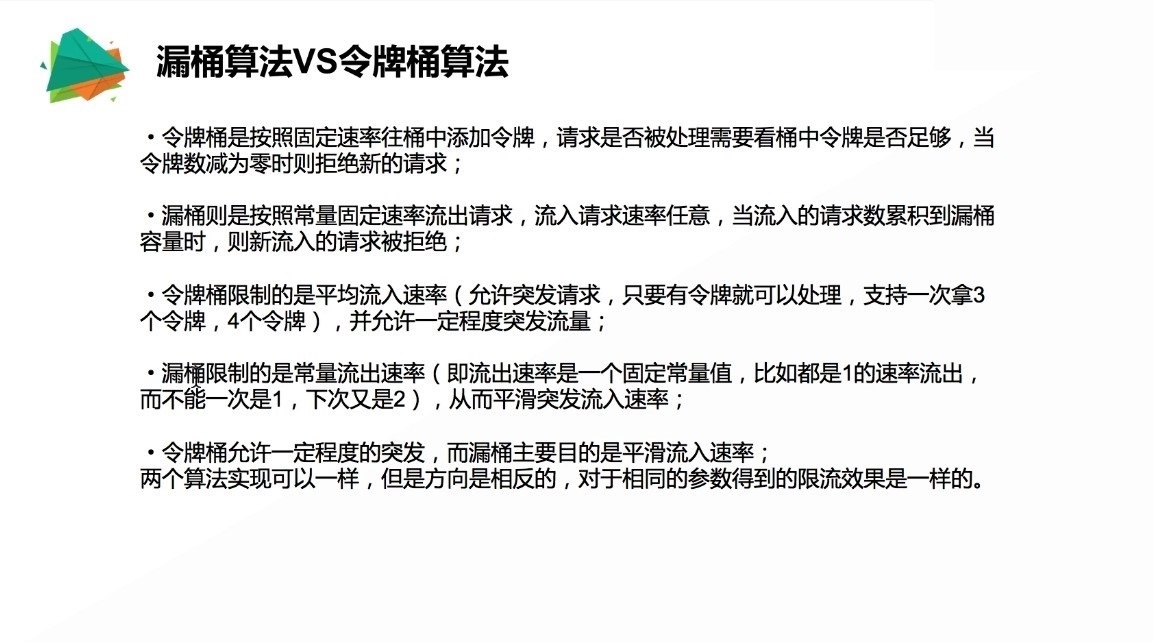 漏桶算法VS令牌桶算法
・令牌桶是按照固定速率往桶中添加令牌，请求是否被处理需要看桶中令牌是否足够，当
令牌数减为零时则拒绝新的请求；
・漏桶则是按照常量固定速率流出请求，流入请求速率任意，当流入的请求数累积到漏桶
容量时，则新流入的请求被拒绝；
・令牌桶限制的是平均流入速率（允许突发请求，只要有令牌就可以处理，支持一次拿3
个令牌，4个令牌），并允许一定程度突发流量；
・漏桶限制的是常量流出速率（即流出速率是一个固定常量值，比如都是1的速率流出，
而不能一次是1，下次又是2），从而平滑突发流入速率；
・令牌桶允许一定程度的突发，而漏桶主要目的是平滑流入速率；
两个算法实现可以一样，但是方向是相反的，对于相同的参数得到的限流效果是一样的。